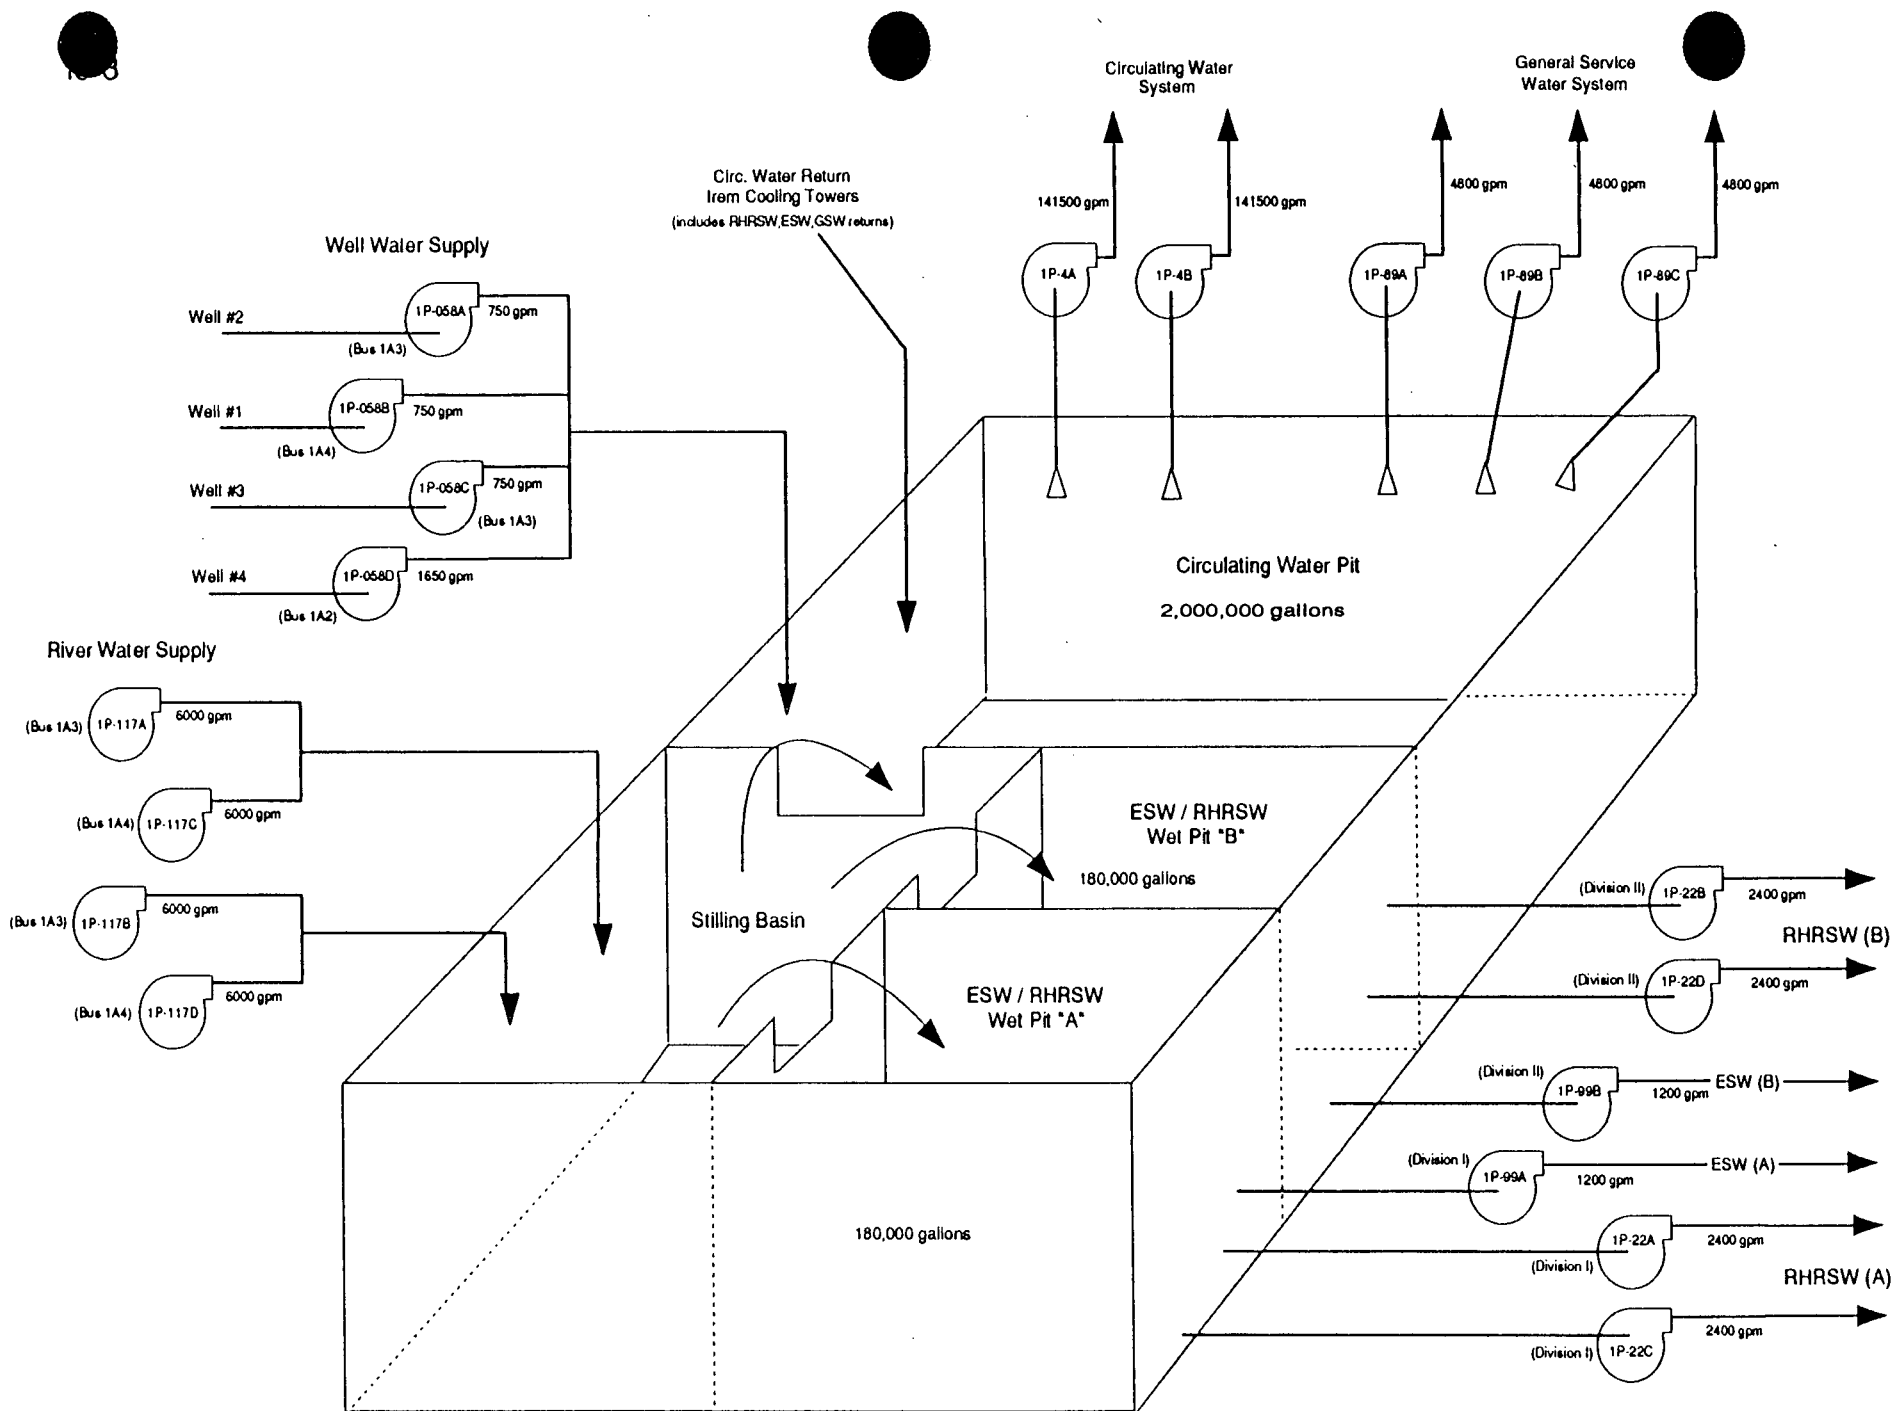 Circulating Water
System
General Service
Water System
Circ. Water Return
Irem Cooling Towers
(includes RHRSW,ESW,GSW returns)
141500 gpm
141500 gpm
4800 gpm
4800 gpm
4800 gpm
1P-4A
1P-4B
1P-89A
1P-89B
1P-89C
Well Water Supply
Well #2
1P-058A
750 gpm
(Bus 1A3)
Well #1
1P-058B
750 gpm
(Bus 1A4)
Well #3
1P-058C
750 gpm
(Bus 1A3)
Well #4
1P-058D
1650 gpm
(Bus 1A2)
Circulating Water Pit
2,000,000 gallons
River Water Supply
(Bus 1A3)
1P-117A
6000 gpm
(Bus 1A4)
1P-117C
6000 gpm
(Bus 1A3)
1P-117B
6000 gpm
(Bus 1A4)
1P-117D
6000 gpm
ESW / RHRSW
Wet Pit "B"
180,000 gallons
Stilling Basin
ESW / RHRSW
Wet Pit "A"
180,000 gallons
(Division II)
1P-22B
2400 gpm
RHRSW (B)
(Division II)
1P-22D
2400 gpm
(Division II)
1P-99B
1200 gpm
ESW (B)
(Division I)
1P-99A
1200 gpm
ESW (A)
1P-22A
2400 gpm
(Division I)
RHRSW (A)
1P-22C
2400 gpm
(Division I)